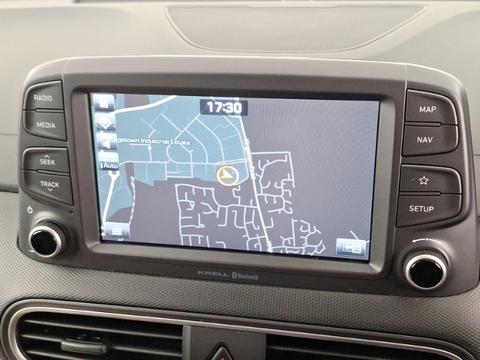 RADIO
MEDIA
SEEK
TRACK
17:30
gstown Industrial Estate
Auto
MAP
NAV
SETUP
KRELL Bluetooth